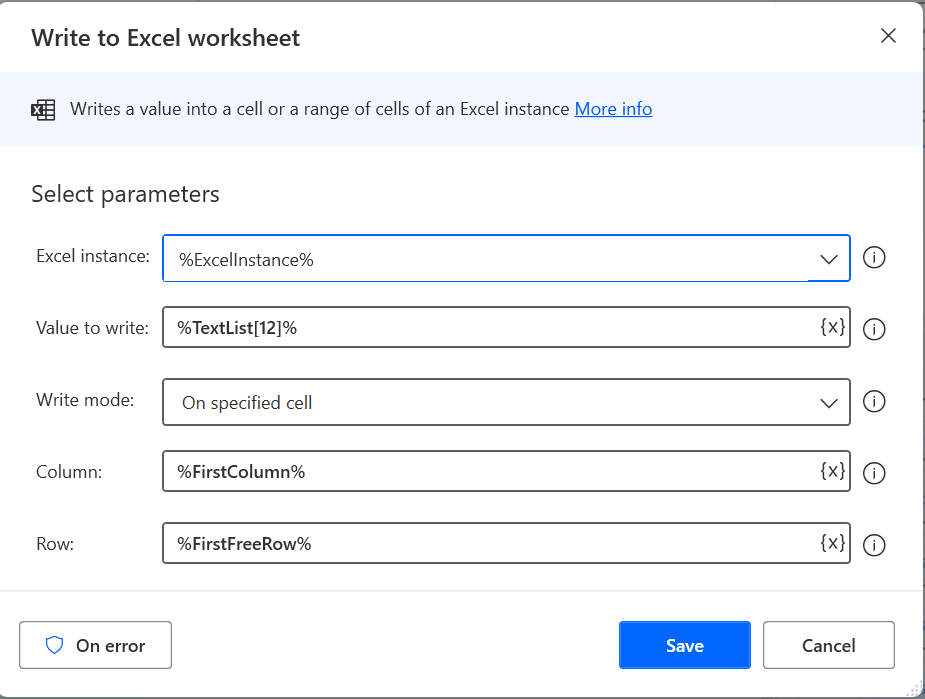 Write to Excel worksheet
Writes a value into a cell or a range of cells of an Excel instance More info
Select parameters
Excel instance: %ExcelInstance%
Value to write: %TextList[12]% {x}
Write mode: On specified cell
Column: %FirstColumn% {x}
Row: %FirstFreeRow% {x}
On error Save Cancel